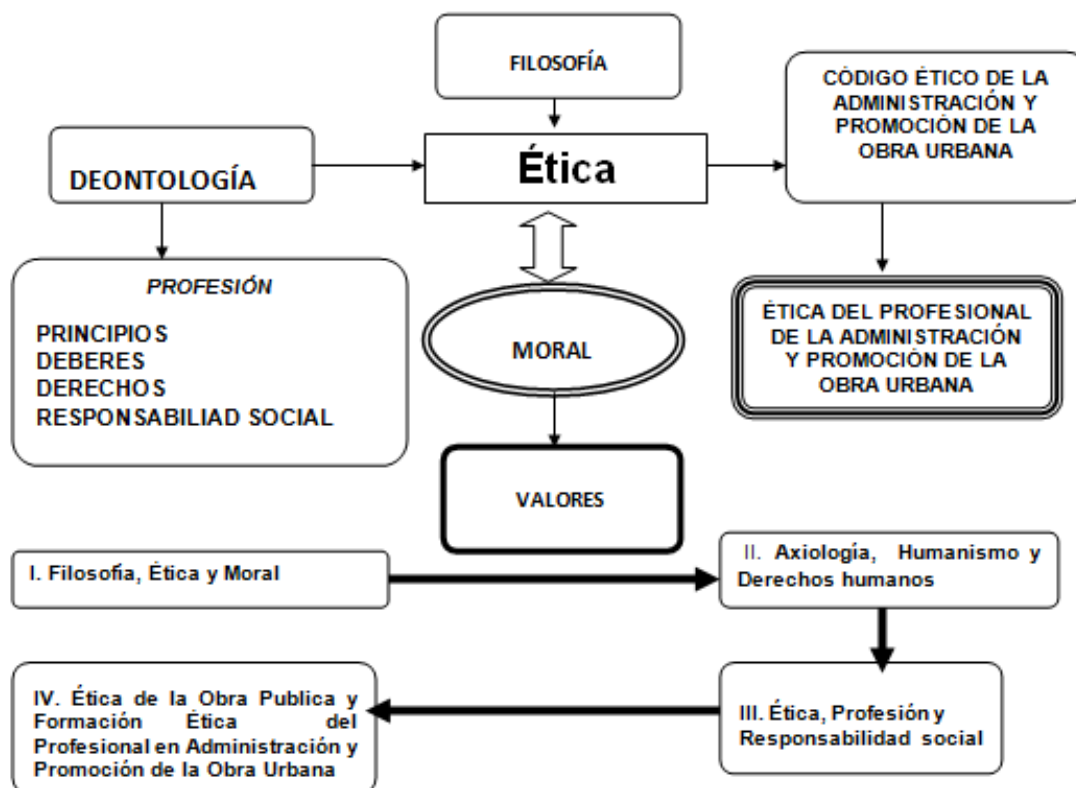 FILOSOFÍA
CÓDIGO ÉTICO DE LA
ADMINISTRACIÓN Y
PROMOCIÓN DE LA
OBRA URBANA
DEONTOLOGÍA
Ética
PROFESIÓN
PRINCIPIOS
DEBERES
DERECHOS
RESPONSABILIAD SOCIAL
MORAL
ÉTICA DEL PROFESIONAL
DE LA ADMINISTRACIÓN
Y PROMOCIÓN DE LA
OBRA URBANA
VALORES
I. Filosofía, Ética y Moral
II. Axiología, Humanismo y
Derechos humanos
III. Ética, Profesión y
Responsabilidad social
IV. Ética de la Obra Publica y
Formación Ética del
Profesional en Administración y
Promoción de la Obra Urbana